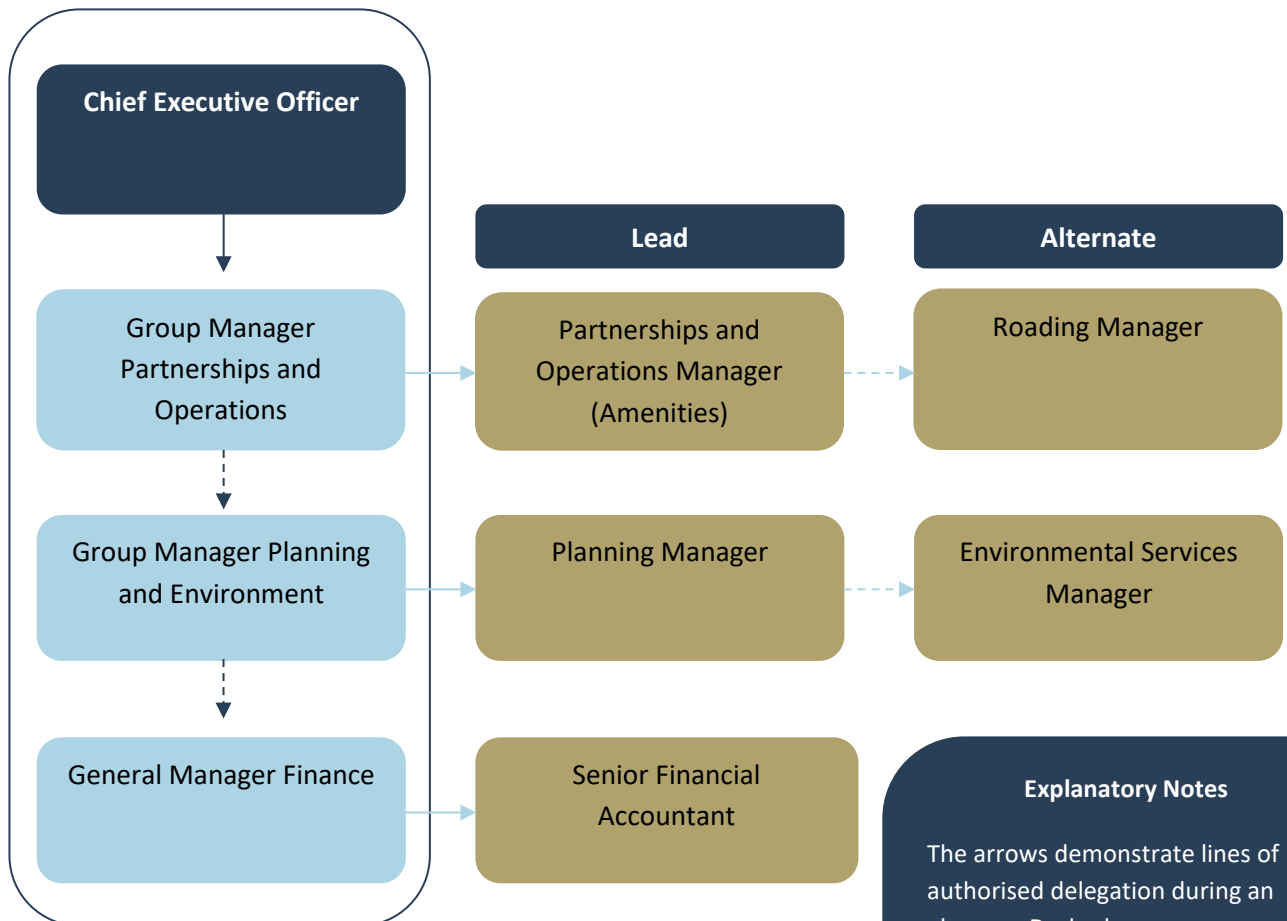 Chief Executive Officer
Lead
Alternate
Group Manager
Partnerships and
Operations
Partnerships and
Operations Manager
(Amenities)
Roading Manager
Group Manager Planning
and Environment
Planning Manager
Environmental Services
Manager
General Manager Finance
Senior Financial
Accountant
Explanatory Notes
The arrows demonstrate lines of
authorised delegation during an